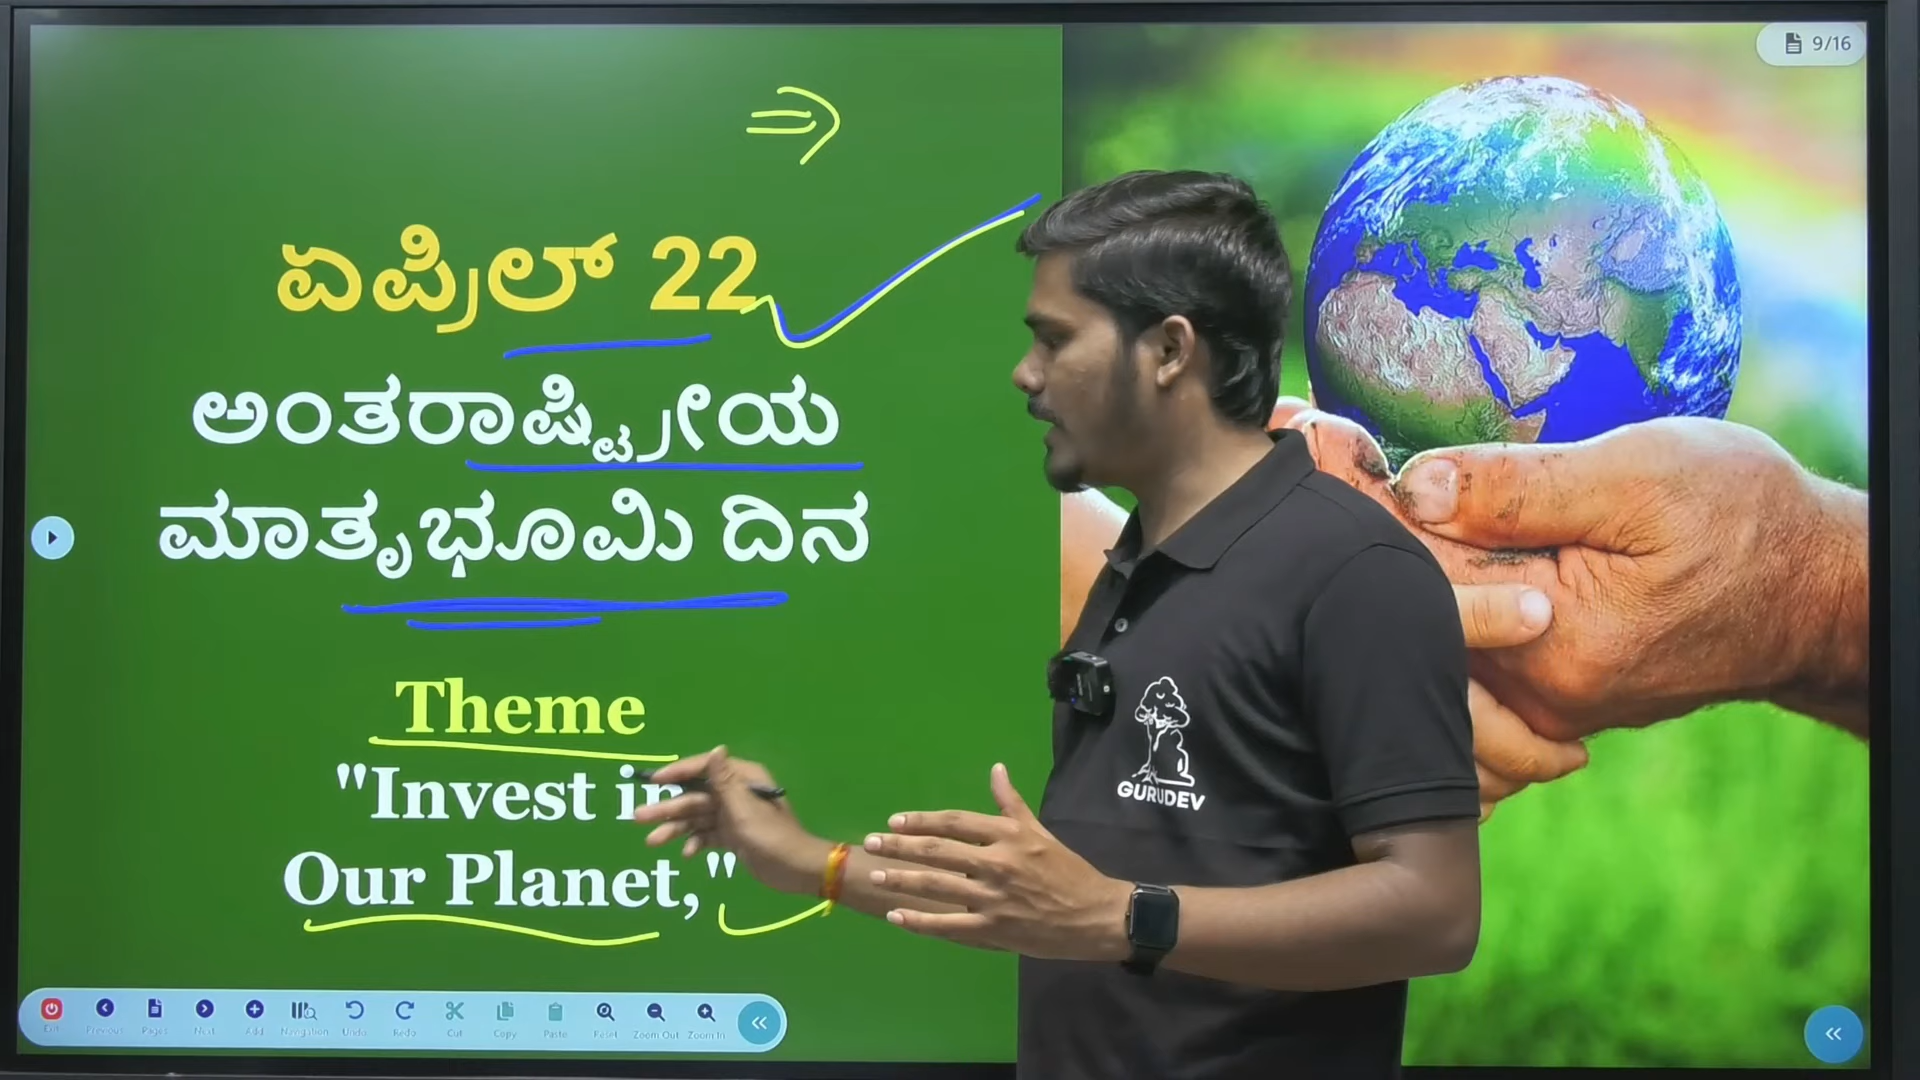 9/16
ಏಪ್ರಿಲ್ 22
ಅಂತರಾಷ್ಟ್ರೀಯ
ಮಾತೃಭೂಮಿ ದಿನ
Theme
"Invest in
Our Planet,"
GURUDEV
Exit Previous Pages Next Add Navigation Undo Redo Cut Copy Paste Reset Zoom Out Zoom In